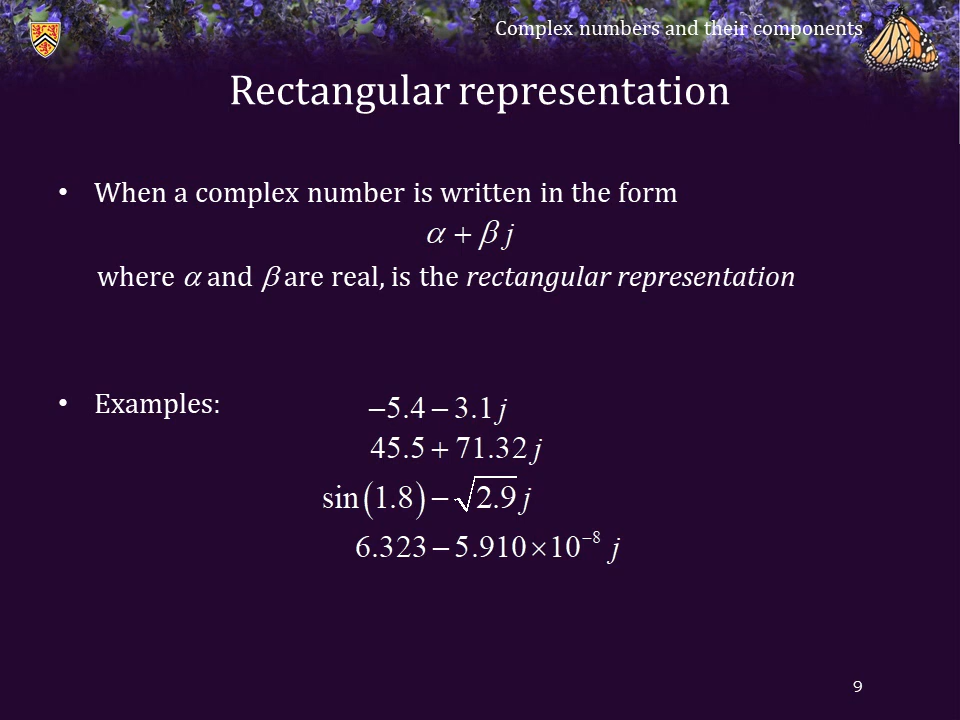 Complex numbers and their components
Rectangular representation
• When a complex number is written in the form
α + β j
where α and β are real, is the rectangular representation
• Examples:
−5.4 − 3.1 j
45.5 + 71.32 j
sin(1.8) − √2.9 j
6.323 − 5.910 ×10⁻⁸ j
9